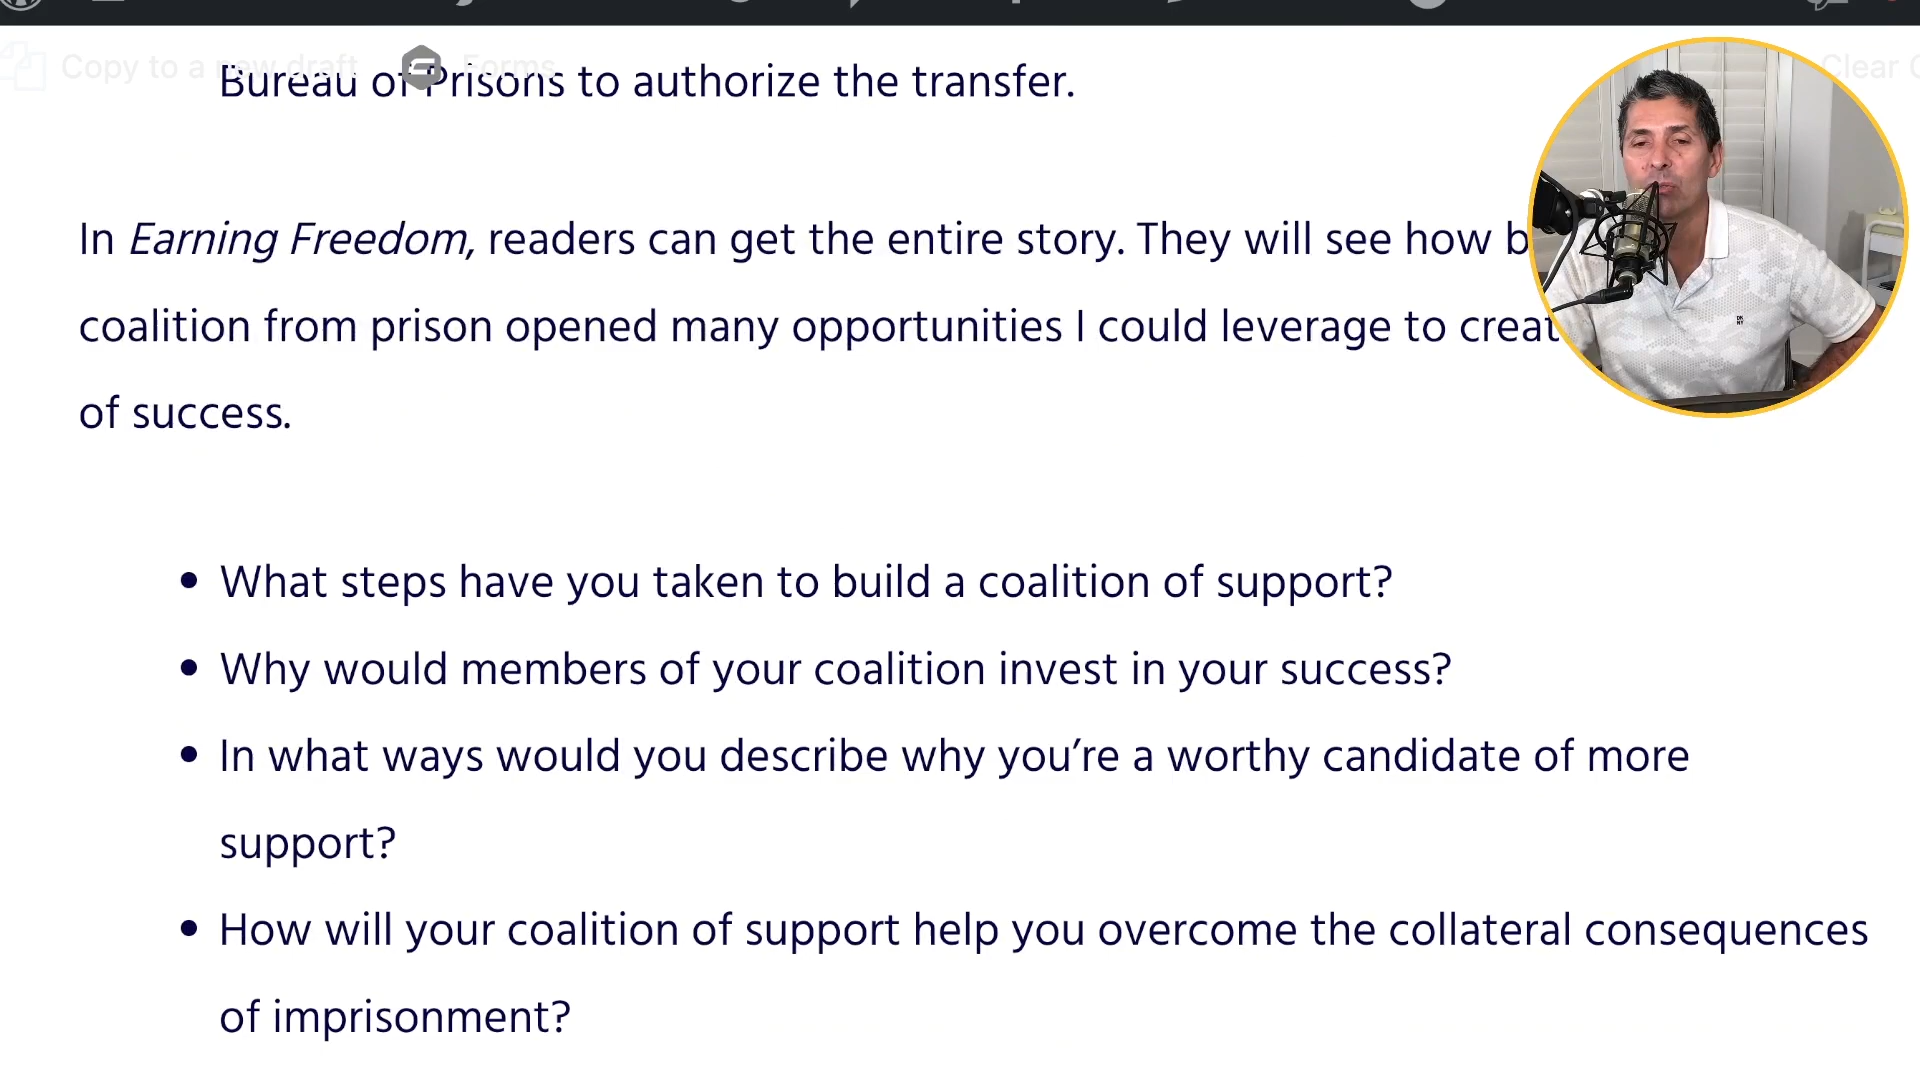 Copy to a new draft Forms Clear
Bureau of Prisons to authorize the transfer.
In Earning Freedom, readers can get the entire story. They will see how
coalition from prison opened many opportunities I could leverage to
of success.
• What steps have you taken to build a coalition of support?
• Why would members of your coalition invest in your success?
• In what ways would you describe why you’re a worthy candidate of more
support?
• How will your coalition of support help you overcome the collateral consequences
of imprisonment?